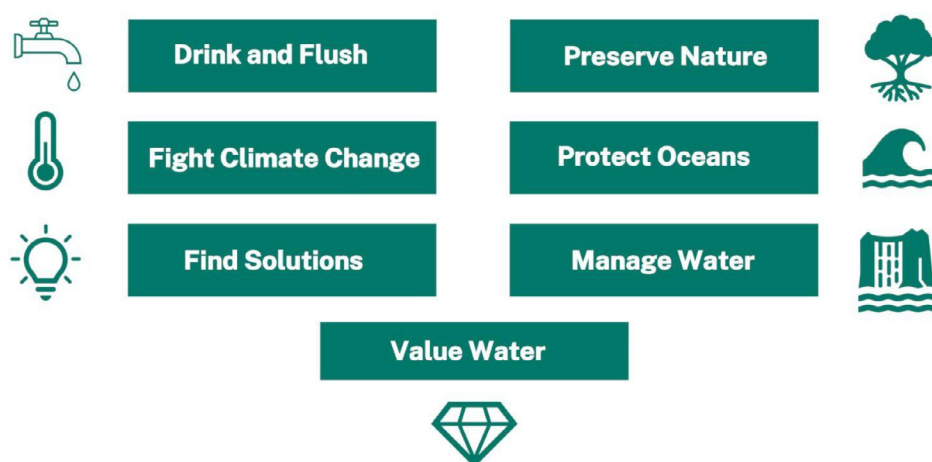 Drink and Flush
Preserve Nature
Fight Climate Change
Protect Oceans
Find Solutions
Manage Water
Value Water